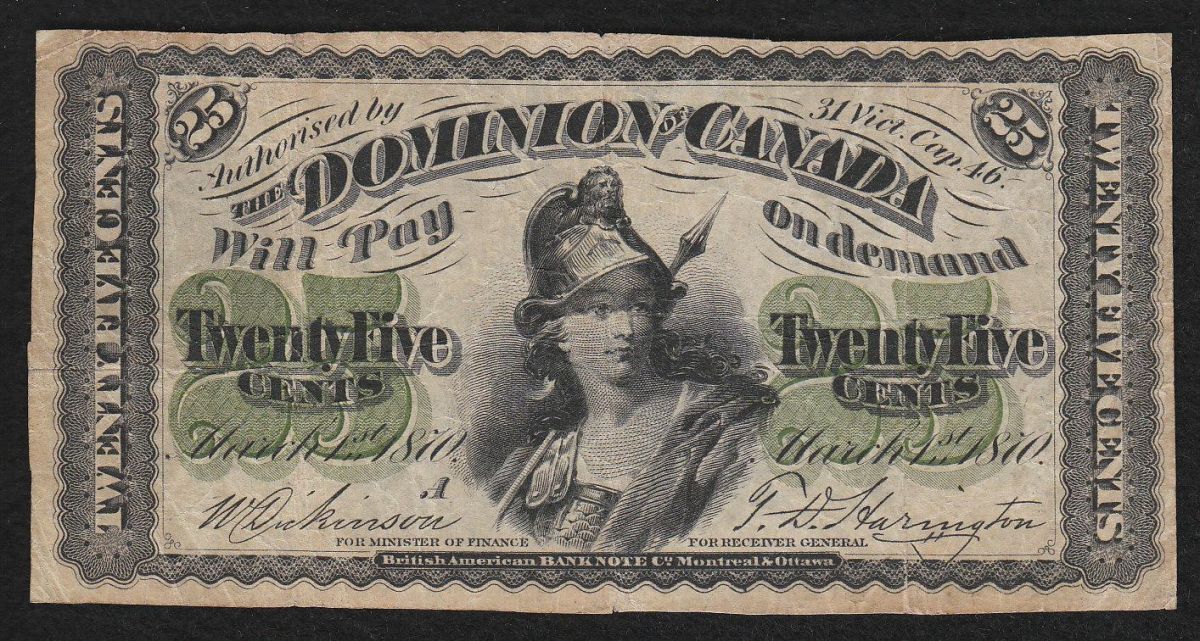 25
25
Authorised by
31 Vict. Cap. 46.
THE DOMINION OF CANADA
Will Pay
on demand
TWENTY FIVE CENTS
TWENTY FIVE CENTS
25
25
Twenty Five
CENTS
Twenty Five
CENTS
March 1st 1870.
March 1st 1870.
W Dickinson
A
T. D. Harington
FOR MINISTER OF FINANCE
FOR RECEIVER GENERAL
British American BANK NOTE Co. Montreal & Ottawa